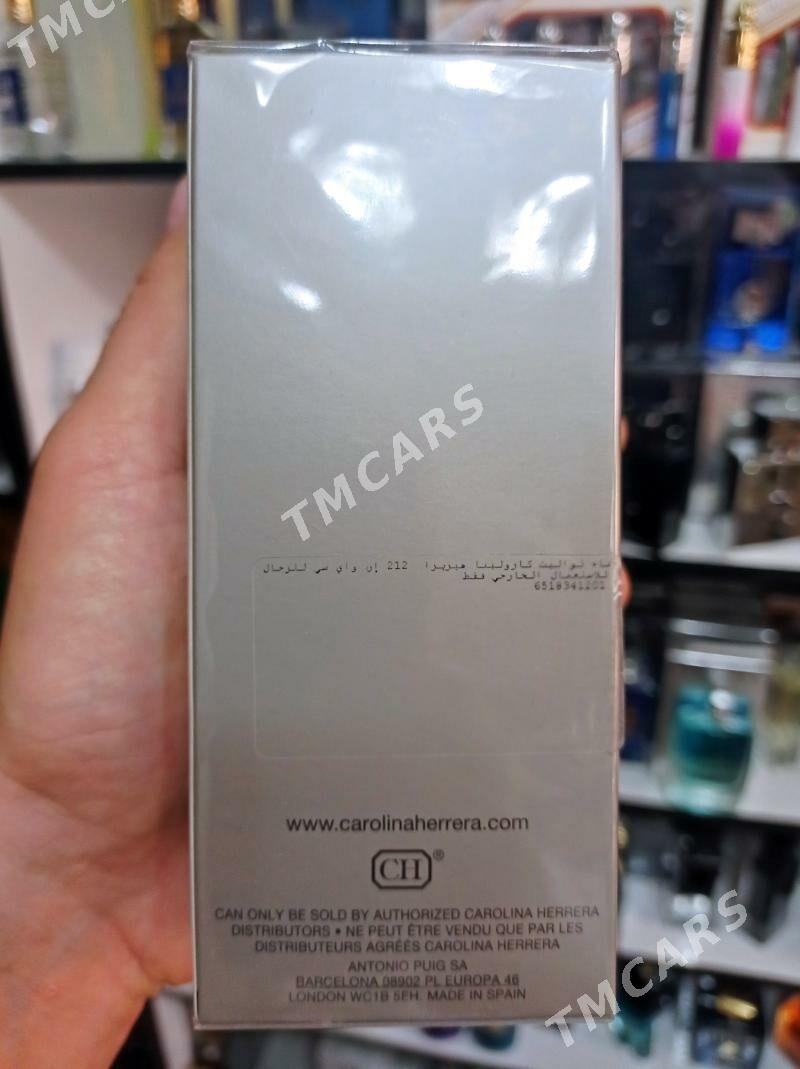 TMCARS
TMCARS
ماء تواليت كارولينا هيريرا 212 إن واي سي للرجال
للاستعمال الخارجي فقط
6518341201
www.carolinaherrera.com
CH®
CAN ONLY BE SOLD BY AUTHORIZED CAROLINA HERRERA
DISTRIBUTORS • NE PEUT ÊTRE VENDU QUE PAR LES
DISTRIBUTEURS AGRÉÉS CAROLINA HERRERA
ANTONIO PUIG SA
BARCELONA 08902 PL EUROPA 46
LONDON WC1B 5EH. MADE IN SPAIN
TMCARS